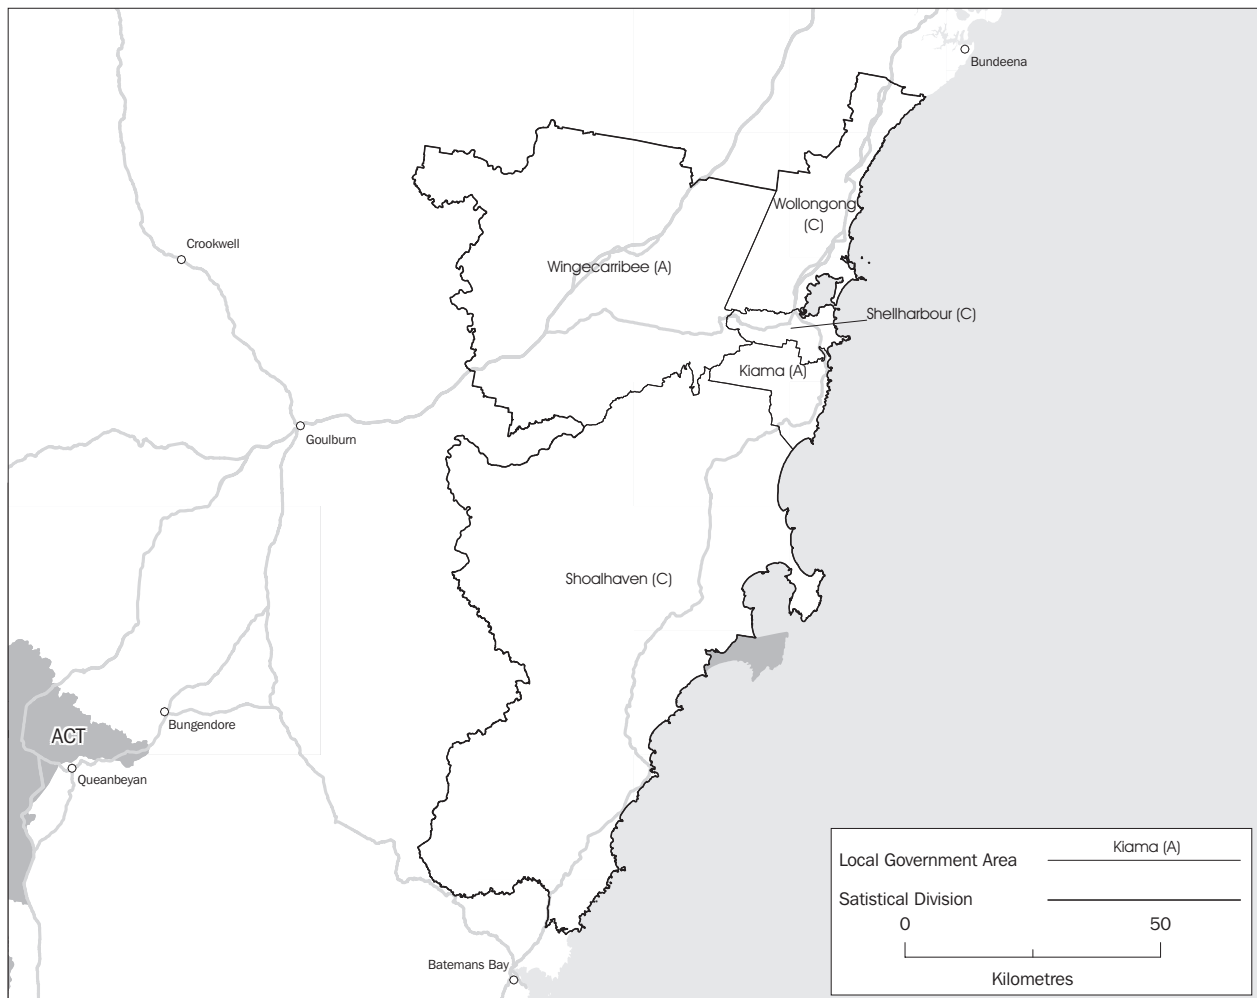 Bundeena
Wollongong
(C)
Crookwell
Wingecarribee (A)
Shellharbour (C)
Kiama (A)
Goulburn
Shoalhaven (C)
Bungendore
ACT
Queanbeyan
Batemans Bay
Local Government Area
Kiama (A)
Satistical Division
0
50
Kilometres